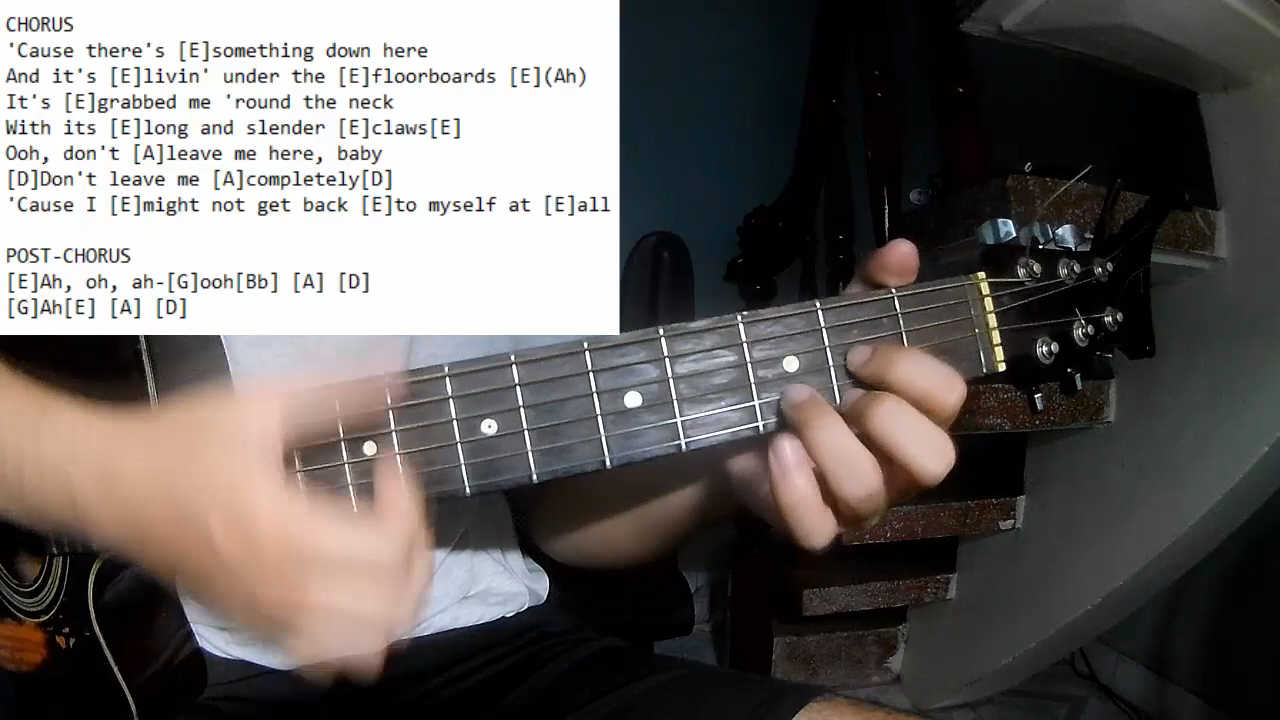 CHORUS
'Cause there's [E]something down here
And it's [E]livin' under the [E]floorboards [E](Ah)
It's [E]grabbed me 'round the neck
With its [E]long and slender [E]claws[E]
Ooh, don't [A]leave me here, baby
[D]Don't leave me [A]completely[D]
'Cause I [E]might not get back [E]to myself at [E]all
POST-CHORUS
[E]Ah, oh, ah-[G]ooh[Bb] [A] [D]
[G]Ah[E] [A] [D]